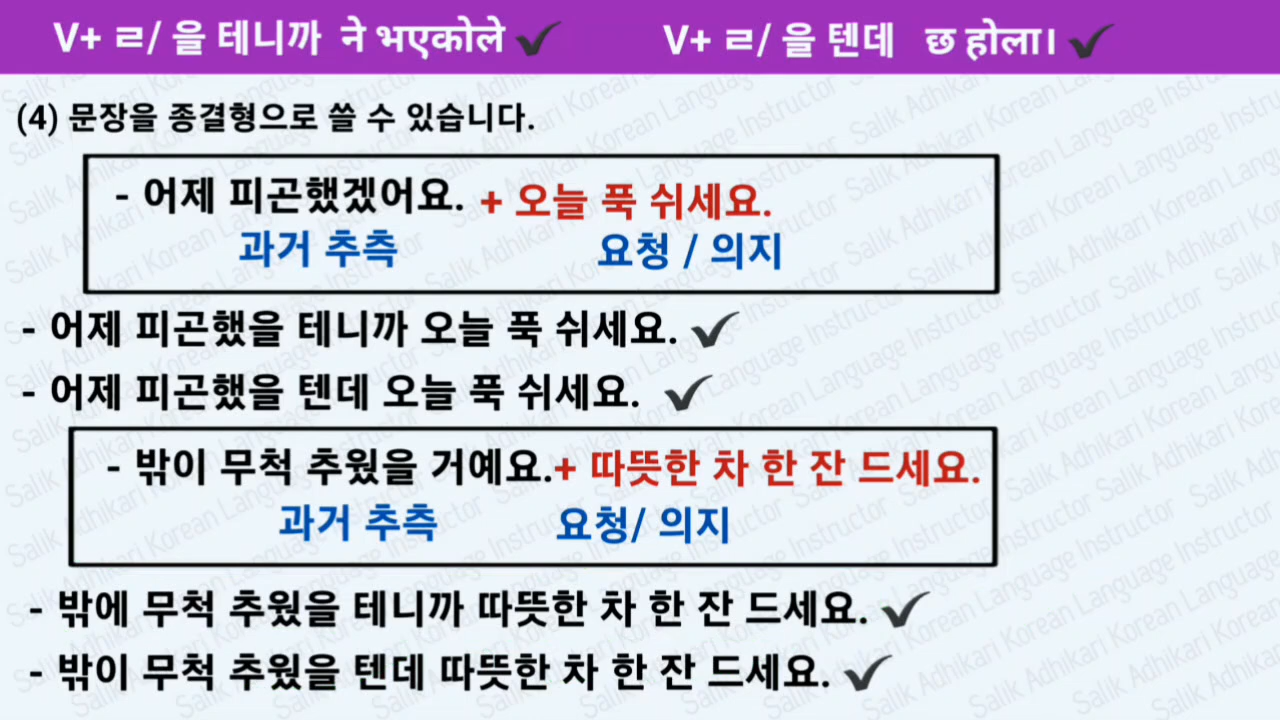 V+ ㄹ/ 을 테니까 ने भएकोले ✔ V+ ㄹ/ 을 텐데 छ होला। ✔
(4) 문장을 종결형으로 쓸 수 있습니다.
- 어제 피곤했겠어요. + 오늘 푹 쉬세요.
과거 추측 요청 / 의지
- 어제 피곤했을 테니까 오늘 푹 쉬세요. ✔
- 어제 피곤했을 텐데 오늘 푹 쉬세요. ✔
- 밖이 무척 추웠을 거예요.+ 따뜻한 차 한 잔 드세요.
과거 추측 요청/ 의지
- 밖에 무척 추웠을 테니까 따뜻한 차 한 잔 드세요. ✔
- 밖이 무척 추웠을 텐데 따뜻한 차 한 잔 드세요. ✔
Salik Adhikari Korean Language Instructor